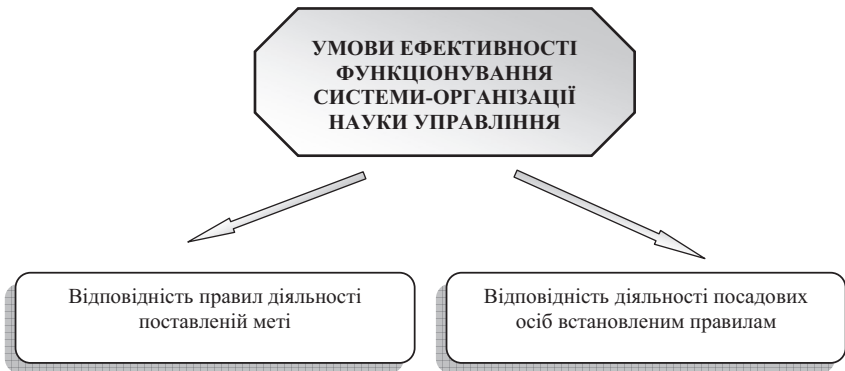 УМОВИ ЕФЕКТИВНОСТІ
ФУНКЦІОНУВАННЯ
СИСТЕМИ-ОРГАНІЗАЦІЇ
НАУКИ УПРАВЛІННЯ
Відповідність правил діяльності
поставленій меті
Відповідність діяльності посадових
осіб встановленим правилам